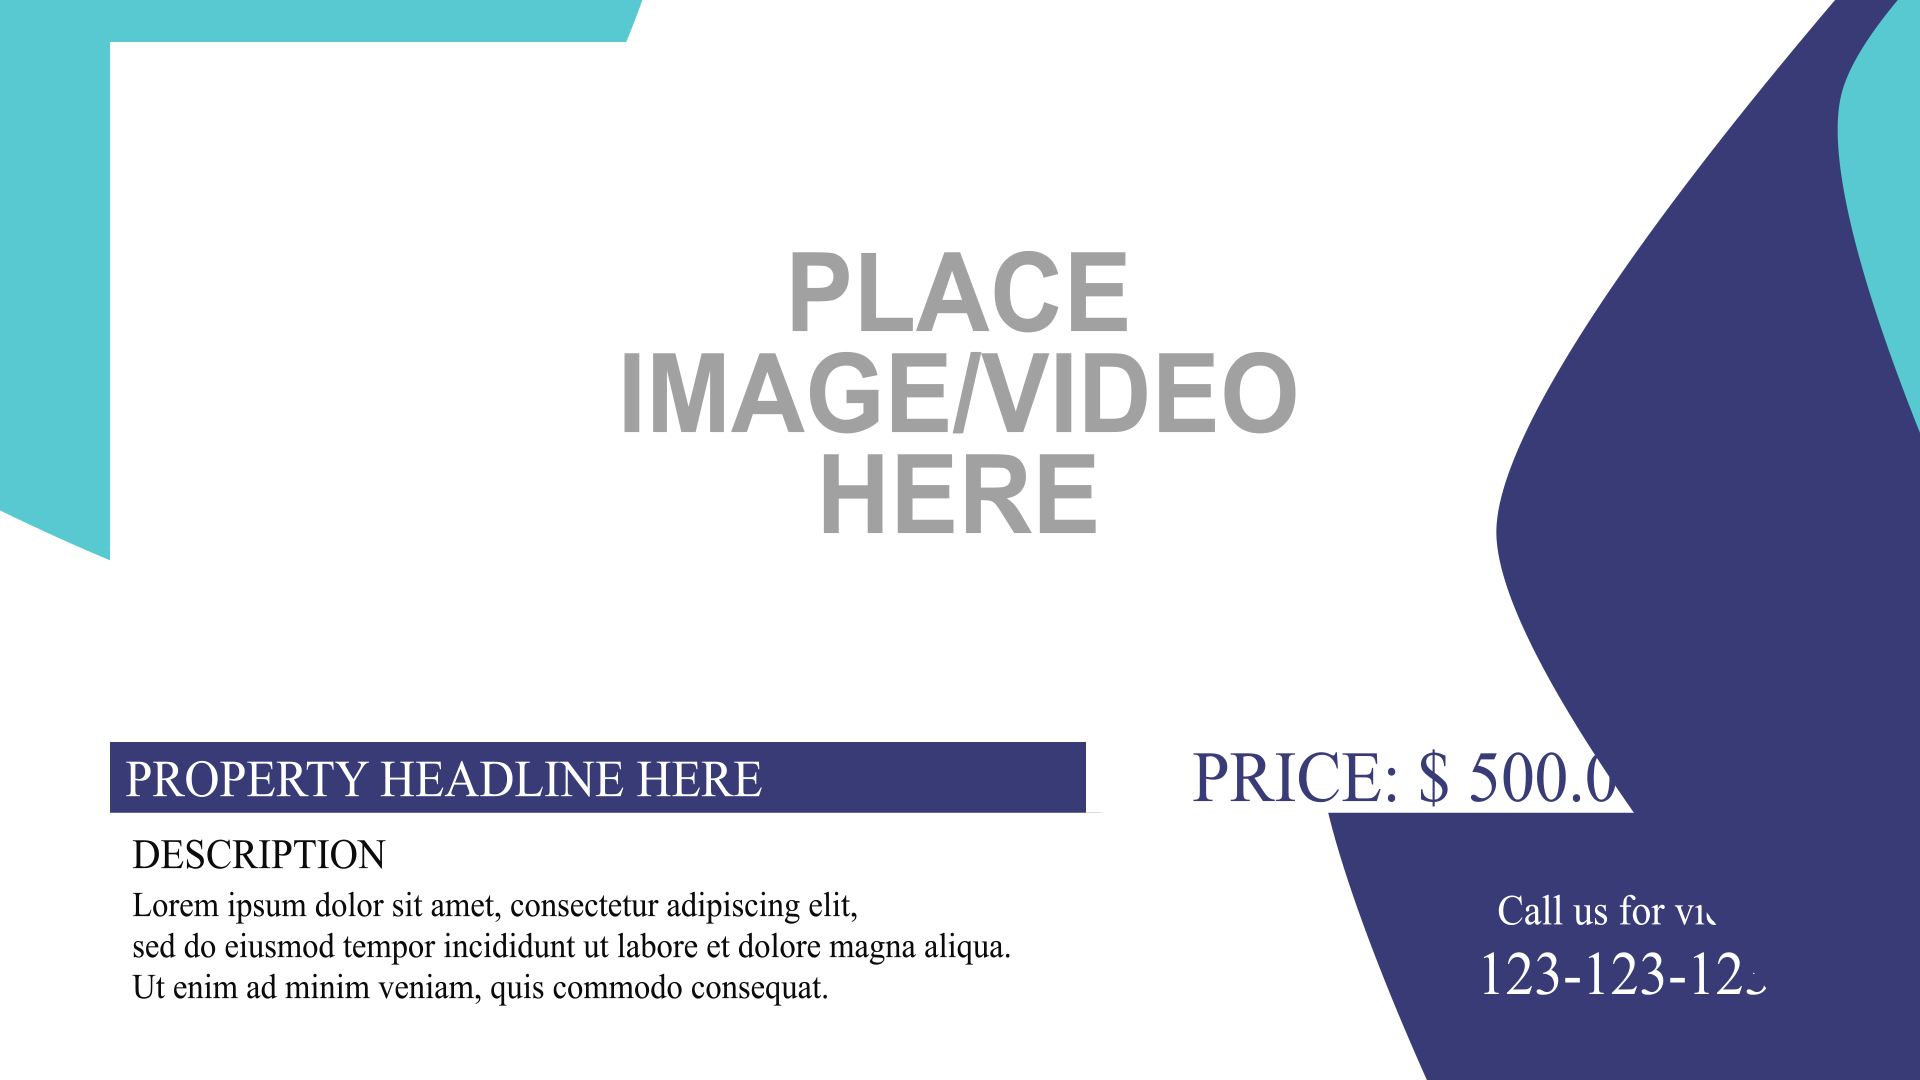 PLACE
IMAGE/VIDEO
HERE
PROPERTY HEADLINE HERE
PRICE: $ 500.0
DESCRIPTION
Lorem ipsum dolor sit amet, consectetur adipiscing elit,
sed do eiusmod tempor incididunt ut labore et dolore magna aliqua.
Ut enim ad minim veniam, quis commodo consequat.
Call us for
123-123-123